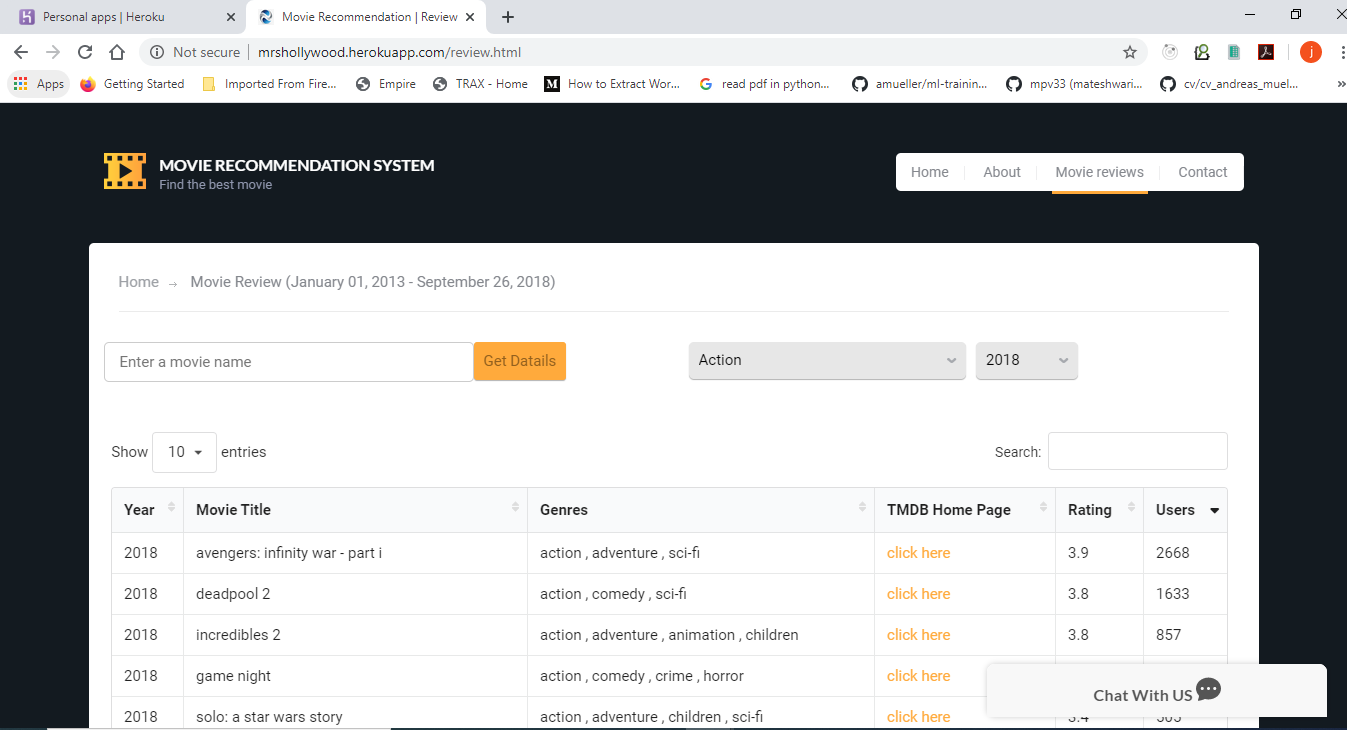 Personal apps | Heroku
Movie Recommendation | Review
Not secure | mrshollywood.herokuapp.com/review.html
j
Apps Getting Started Imported From Fire... Empire TRAX - Home M How to Extract Wor... read pdf in python... amueller/ml-trainin... mpv33 (mateshwari... cv/cv_andreas_muel... »
MOVIE RECOMMENDATION SYSTEM
Find the best movie
Home About Movie reviews Contact
Home → Movie Review (January 01, 2013 - September 26, 2018)
Enter a movie name Get Datails Action 2018
Show 10 entries Search:
Year Movie Title Genres TMDB Home Page Rating Users
2018 avengers: infinity war - part i action , adventure , sci-fi click here 3.9 2668
2018 deadpool 2 action , comedy , sci-fi click here 3.8 1633
2018 incredibles 2 action , adventure , animation , children click here 3.8 857
2018 game night action , comedy , crime , horror click here
Chat With US
2018 solo: a star wars story action , adventure , children , sci-fi click here